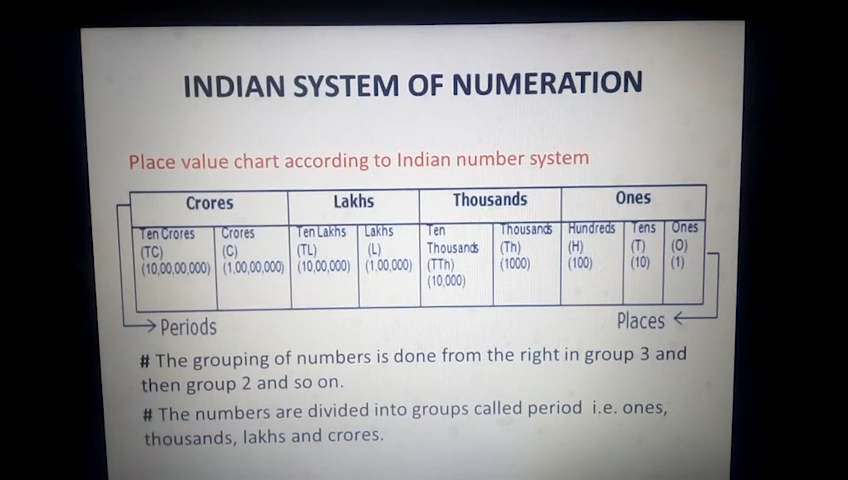 INDIAN SYSTEM OF NUMERATION
Place value chart according to Indian number system
Crores Lakhs Thousands Ones
Ten Crores Crores Ten Lakhs Lakhs Ten Thousands Hundreds Tens Ones
(TC) (C) (TL) (L) Thousands (Th) (H) (T) (O)
(10,00,00,000) (1,00,00,000) (10,00,000) (1,00,000) (TTh) (1000) (100) (10) (1)
(10,000)
Periods Places
# The grouping of numbers is done from the right in group 3 and
then group 2 and so on.
# The numbers are divided into groups called period i.e. ones,
thousands, lakhs and crores.